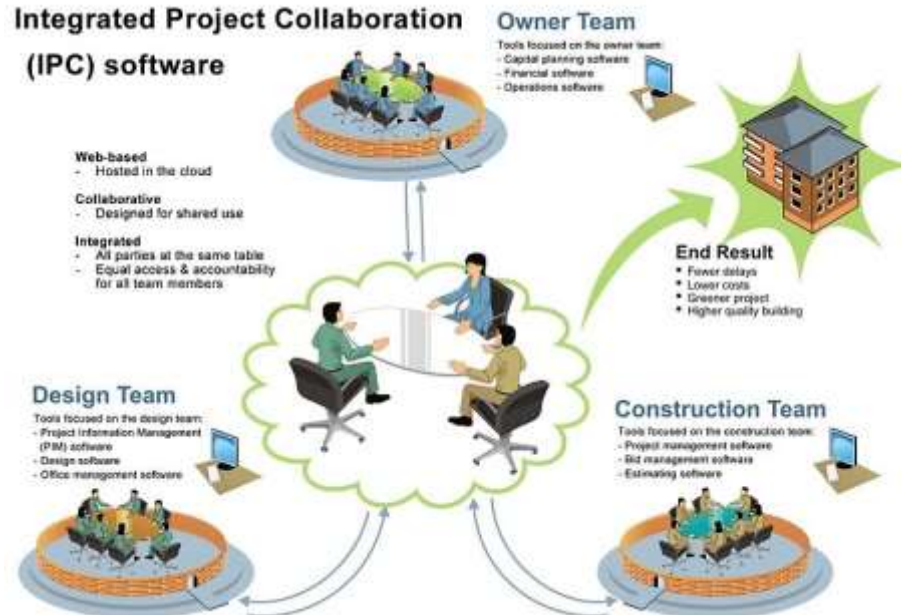 Integrated Project Collaboration
(IPC) software
Owner Team
Tools focused on the owner team:
- Capital planning software
- Financial software
- Operations software
Web-based
- Hosted in the cloud
Collaborative
- Designed for shared use
Integrated
- All parties at the same table
- Equal access & accountability
for all team members
End Result
• Fewer delays
• Lower costs
• Greener project
• Higher quality building
Design Team
Tools focused on the design team:
- Project Information Management
(PIM) software
- Design software
- Office management software
Construction Team
Tools focused on the construction team:
- Project management software
- Bid management software
- Estimating software